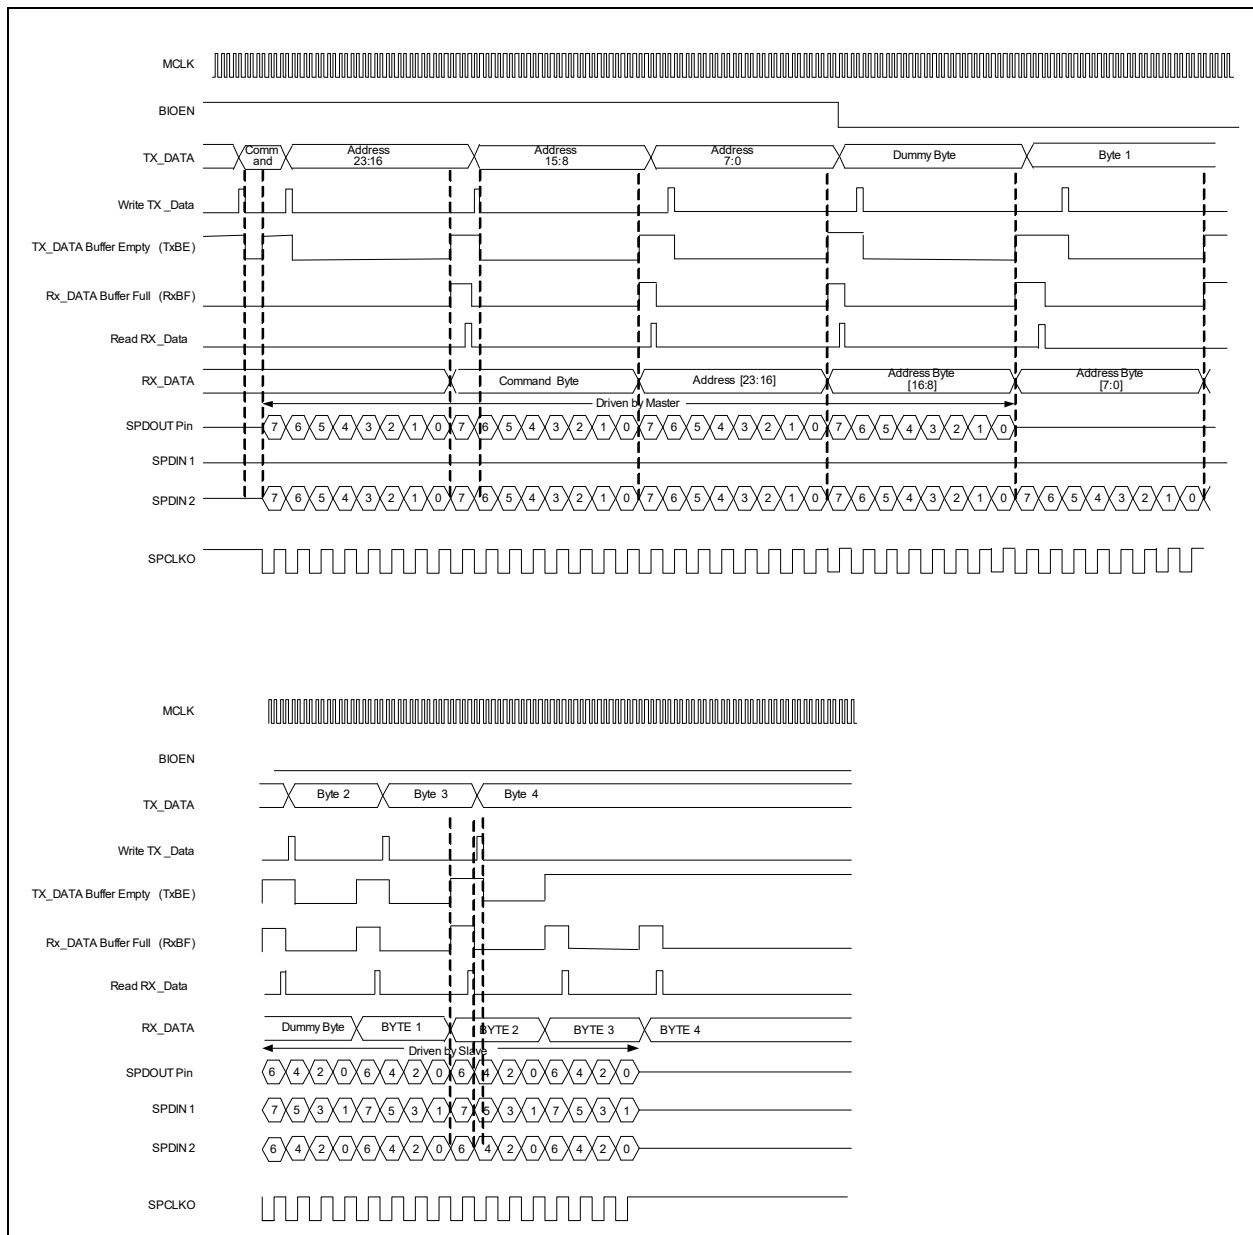 MCLK
BIOEN
TX_DATA
Comm
and
Address
23:16
Address
15:8
Address
7:0
Dummy Byte
Byte 1
Write TX _Data
TX_DATA Buffer Empty (TxBE)
Rx_DATA Buffer Full (RxBF)
Read RX_Data
RX_DATA
Command Byte
Address [23:16]
Address Byte
[16:8]
Address Byte
[7:0]
Driven by Master
SPDOUT Pin
7 6 5 4 3 2 1 0 7 6 5 4 3 2 1 0 7 6 5 4 3 2 1 0 7 6 5 4 3 2 1 0
SPDIN 1
SPDIN 2
7 6 5 4 3 2 1 0 7 6 5 4 3 2 1 0 7 6 5 4 3 2 1 0 7 6 5 4 3 2 1 0 7 6 5 4 3 2 1 0
SPCLKO
MCLK
BIOEN
TX_DATA
Byte 2
Byte 3
Byte 4
Write TX _Data
TX_DATA Buffer Empty (TxBE)
Rx_DATA Buffer Full (RxBF)
Read RX_Data
RX_DATA
Dummy Byte
BYTE 1
BYTE 2
BYTE 3
BYTE 4
Driven by Slave
SPDOUT Pin
6 4 2 0 6 4 2 0 6 4 2 0 6 4 2 0
SPDIN 1
7 5 3 1 7 5 3 1 7 5 3 1 7 5 3 1
SPDIN 2
6 4 2 0 6 4 2 0 6 4 2 0 6 4 2 0
SPCLKO